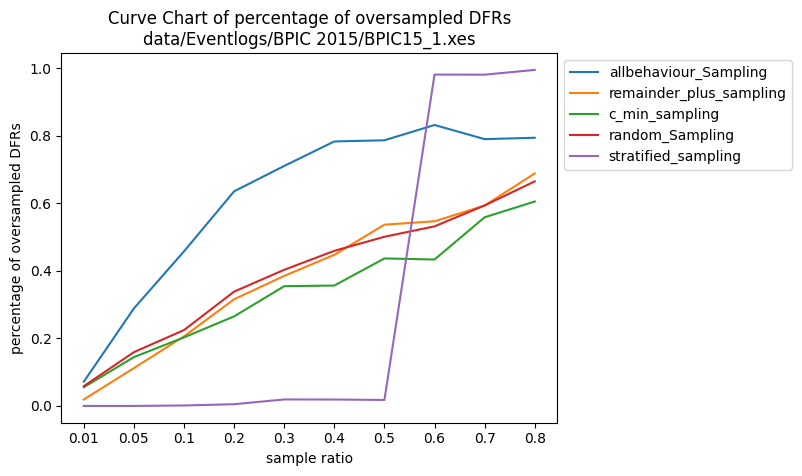 Curve Chart of percentage of oversampled DFRs
data/Eventlogs/BPIC 2015/BPIC15_1.xes
percentage of oversampled DFRs
1.0
0.8
0.6
0.4
0.2
0.0
0.01 0.05 0.1 0.2 0.3 0.4 0.5 0.6 0.7 0.8
sample ratio
allbehaviour_Sampling
remainder_plus_sampling
c_min_sampling
random_Sampling
stratified_sampling